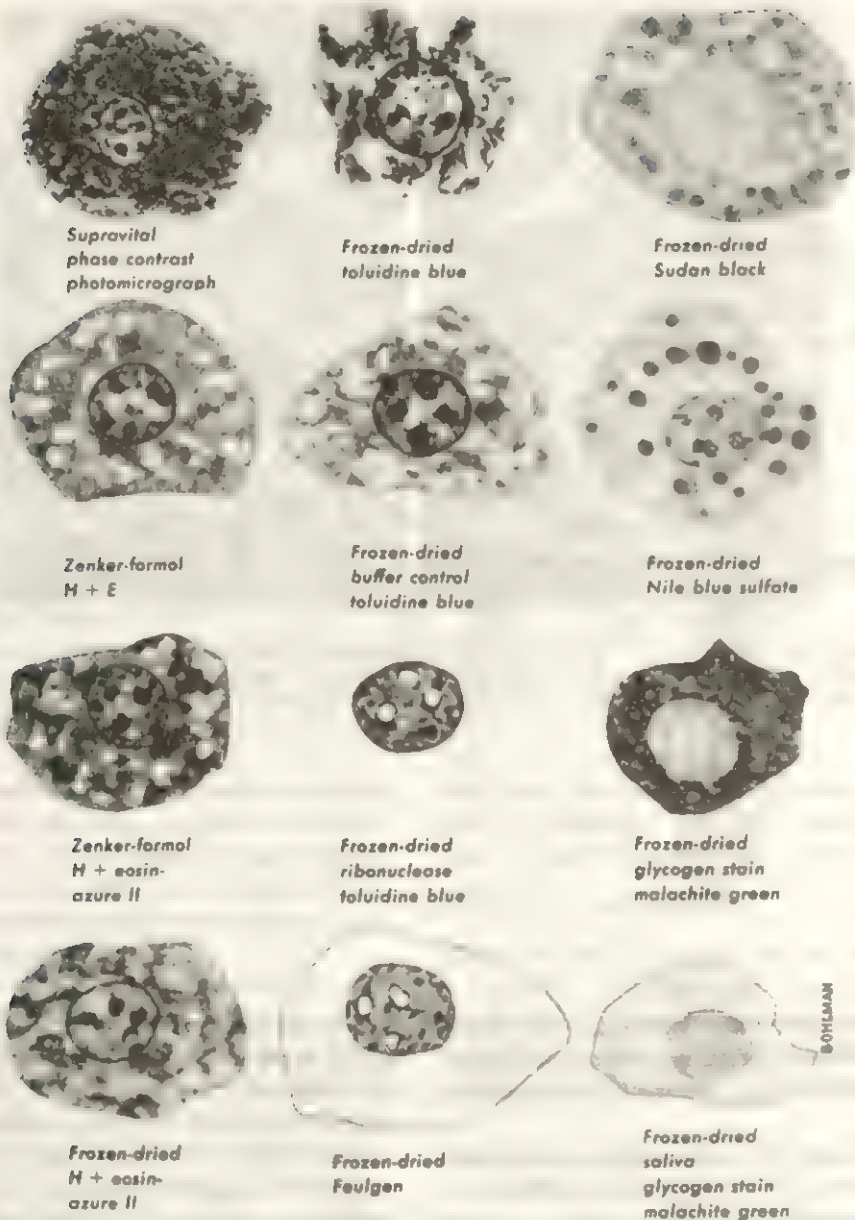 Supravital
phase contrast
photomicrograph
Frozen-dried
toluidine blue
Frozen-dried
Sudan black
Zenker-formol
H + E
Frozen-dried
buffer control
toluidine blue
Frozen-dried
Nile blue sulfate
Zenker-formol
H + eosin-
azure II
Frozen-dried
ribonuclease
toluidine blue
Frozen-dried
glycogen stain
malachite green
Frozen-dried
H + eosin-
azure II
Frozen-dried
Feulgen
Frozen-dried
saliva
glycogen stain
malachite green
BOHLMAN